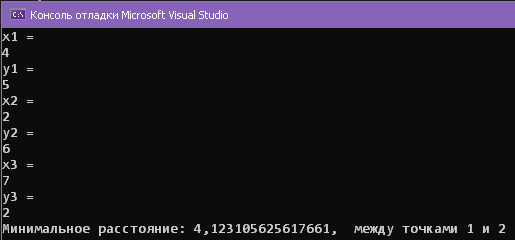 C:\ Консоль отладки Microsoft Visual Studio
x1 =
4
y1 =
5
x2 =
2
y2 =
6
x3 =
7
y3 =
2
Минимальное расстояние: 4,123105625617661,  между точками 1 и 2